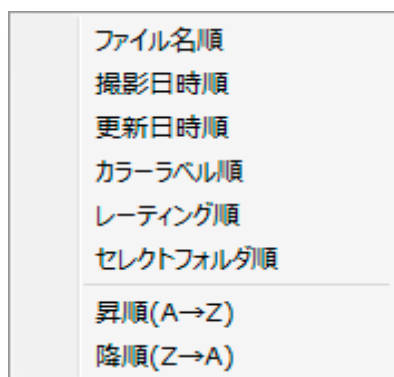 ファイル名順
撮影日時順
更新日時順
カラーラベル順
レーティング順
セレクトフォルダ順
昇順(A→Z)
降順(Z→A)